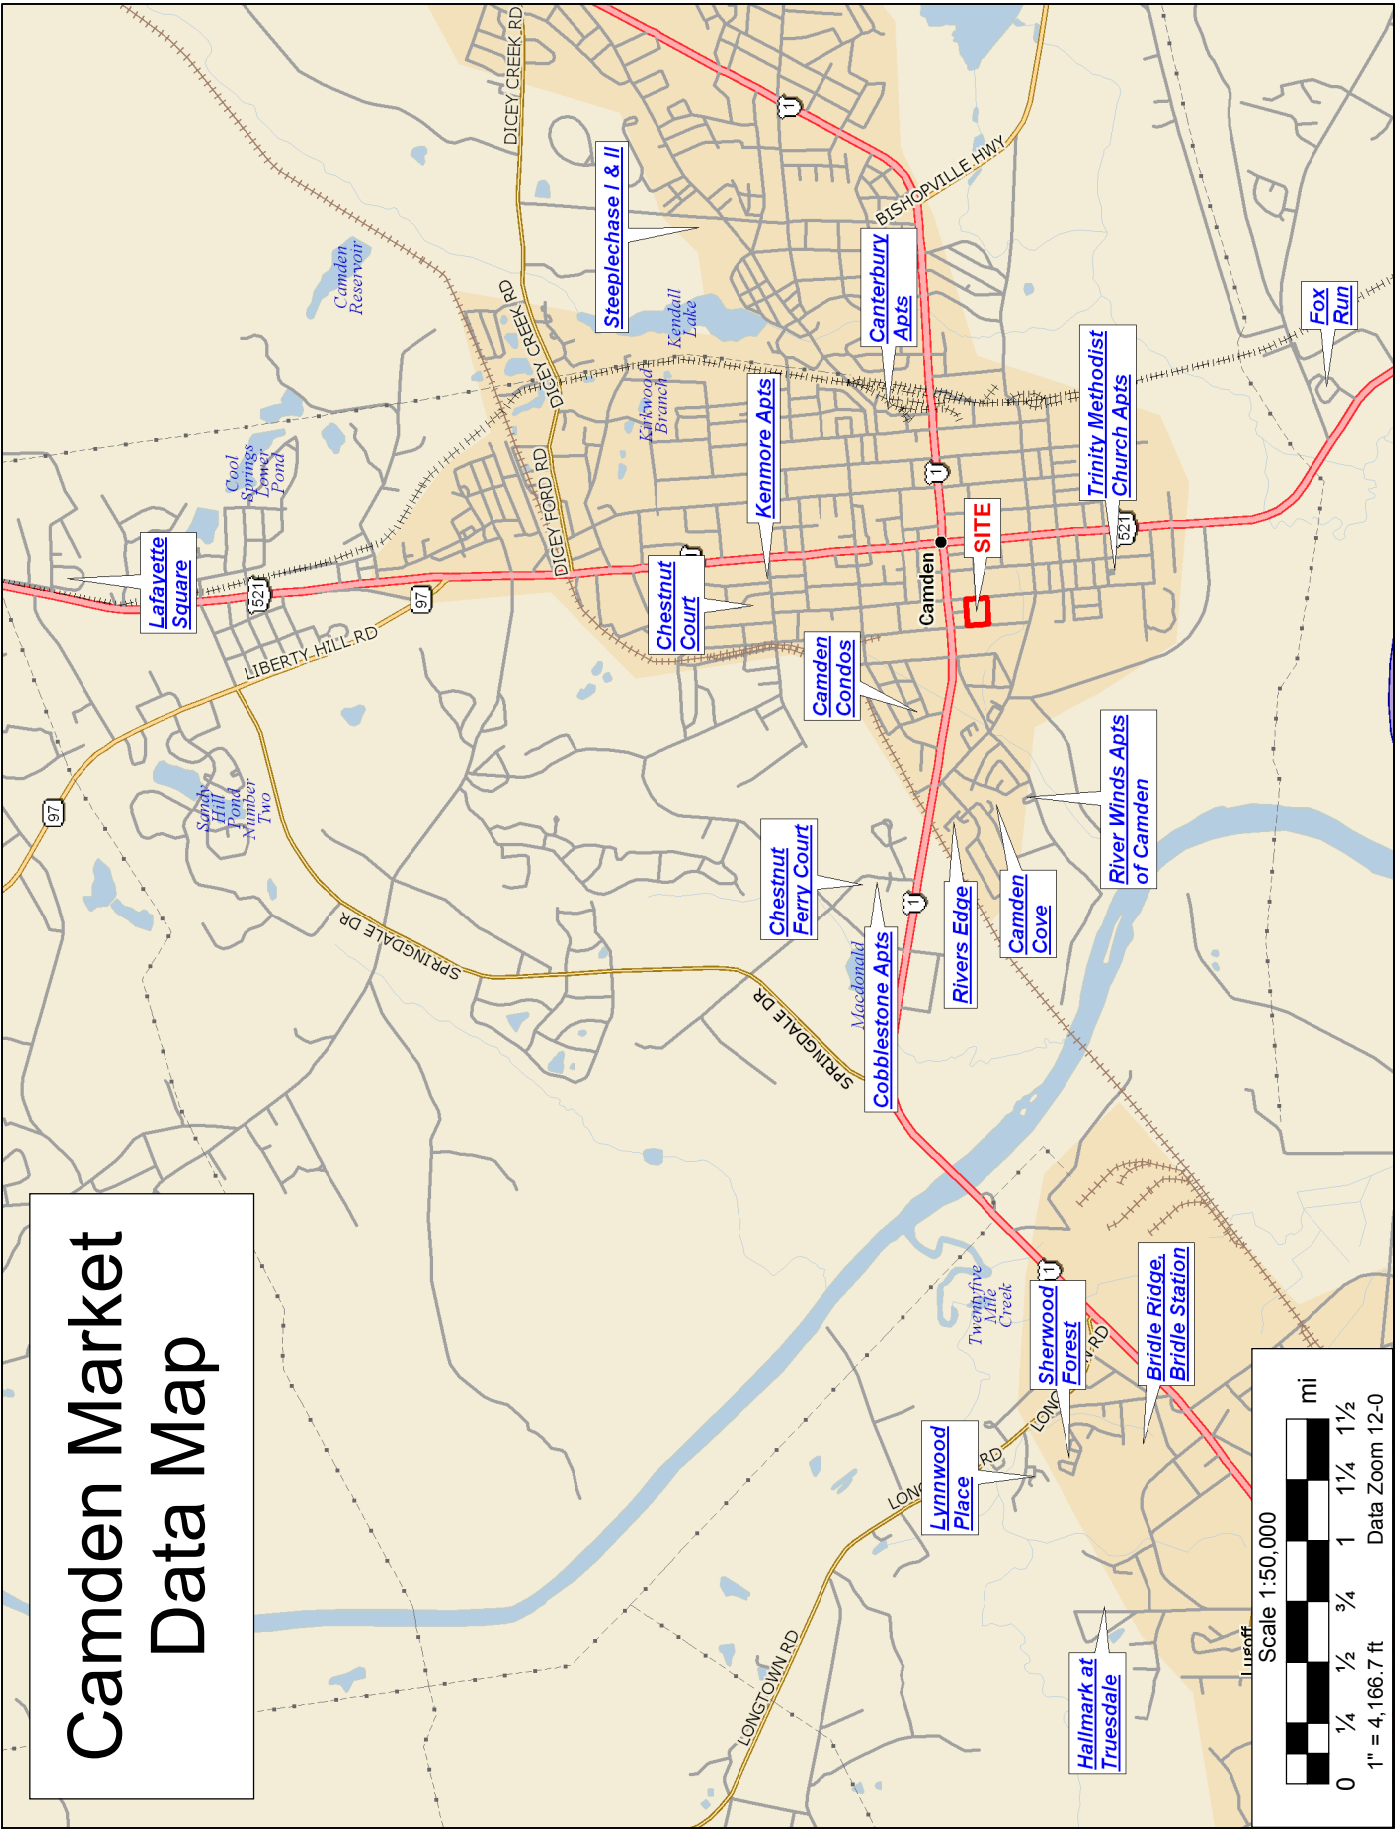 Camden Market
Data Map
97
Sandy
Hill
Pond
Number
Two
Lafayette
Square
521
Cool
Springs
Lower
Pond
LIBERTY HILL RD
97
Camden
Reservoir
SPRINGDALE DR
SPRINGDALE DR
DICEY CREEK RD
DICEY CREEK RD
DICEY FORD RD
Steeplechase I & II
Kendall
Lake
Kirkwood
Branch
Chestnut
Court
Kenmore Apts
1
Chestnut
Ferry Court
Camden
Condos
Macdonald
Cobblestone Apts
Canterbury
Apts
BISHOPVILLE HWY
LONGTOWN RD
LONG
RD
LONG
N RD
1
1
Camden
SITE
Rivers Edge
Camden
Cove
Lynnwood
Place
Twentyfive
Mile
Creek
Sherwood
Forest
1
Hallmark at
Truesdale
River Winds Apts
of Camden
Trinity Methodist
Church Apts
521
Bridle Ridge,
Bridle Station
Fox
Run
Lugoff
Scale 1:50,000
mi
0 ¼ ½ ¾ 1 1¼ 1½
1" = 4,166.7 ft Data Zoom 12-0